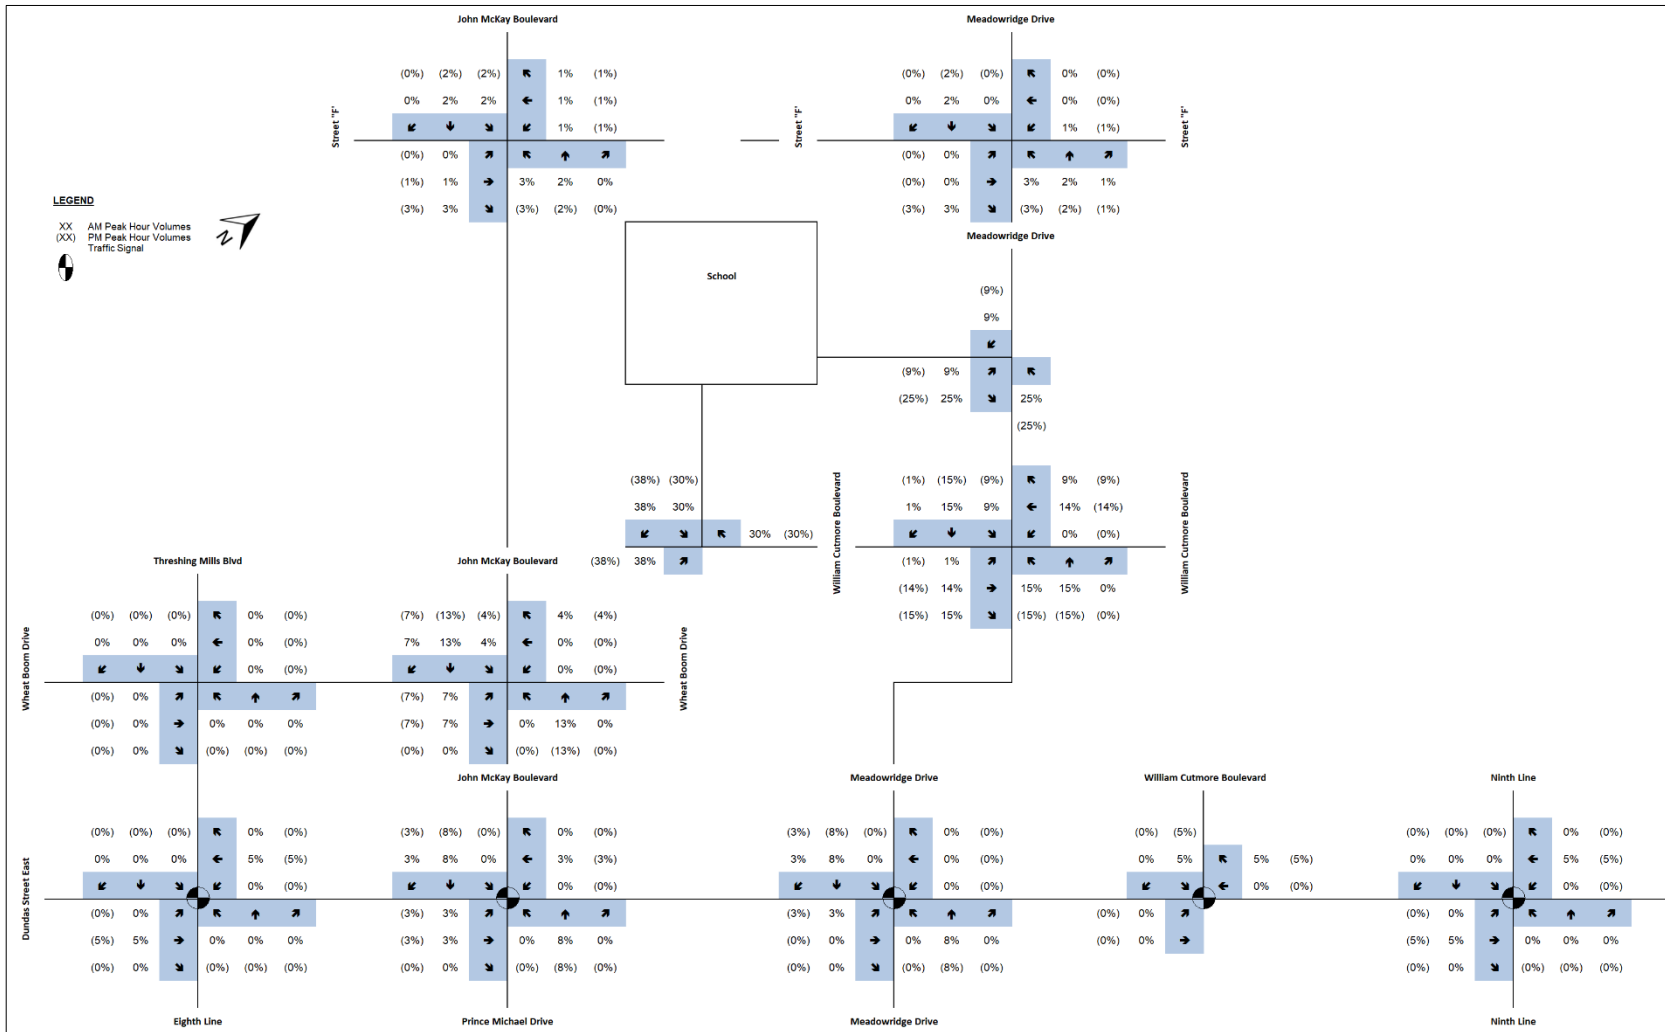 John McKay Boulevard Meadowridge Drive
(0%) (2%) (2%) 1% (1%) (0%) (2%) (0%) 0% (0%)
0% 2% 2% 1% (1%) 0% 2% 0% 0% (0%)
Street "F' Street "F' Street "F'
1% (1%) 1% (1%)
(0%) 0% (0%) 0%
(1%) 1% 3% 2% 0% (0%) 0% 3% 2% 1%
(3%) 3% (3%) (2%) (0%) (3%) 3% (3%) (2%) (1%)
LEGEND
XX AM Peak Hour Volumes
(XX) PM Peak Hour Volumes
Traffic Signal
Z
Meadowridge Drive
School
(9%)
9%
(9%) 9%
(25%) 25% 25%
(25%)
(38%) (30%) (1%) (15%) (9%) 9% (9%)
38% 30% 1% 15% 9% 14% (14%)
30% (30%) 0% (0%)
William Cutmore Boulevard William Cutmore Boulevard
(38%) 38% (1%) 1%
(14%) 14% 15% 15% 0%
(15%) 15% (15%) (15%) (0%)
Threshing Mills Blvd John McKay Boulevard
(0%) (0%) (0%) 0% (0%) (7%) (13%) (4%) 4% (4%)
0% 0% 0% 0% (0%) 7% 13% 4% 0% (0%)
0% (0%) 0% (0%)
Wheat Boom Drive Wheat Boom Drive
(0%) 0% (7%) 7%
(0%) 0% 0% 0% 0% (7%) 7% 0% 13% 0%
(0%) 0% (0%) (0%) (0%) (0%) 0% (0%) (13%) (0%)
John McKay Boulevard Meadowridge Drive William Cutmore Boulevard Ninth Line
(0%) (0%) (0%) 0% (0%) (3%) (8%) (0%) 0% (0%) (3%) (8%) (0%) 0% (0%) (0%) (5%) (0%) (0%) (0%) 0% (0%)
0% 0% 0% 5% (5%) 3% 8% 0% 3% (3%) 3% 8% 0% 0% (0%) 0% 5% 5% (5%) 0% 0% 0% 5% (5%)
0% (0%) 0% (0%) 0% (0%) 0% (0%) 0% (0%)
Dundas Street East
(0%) 0% (3%) 3% (3%) 3% (0%) 0% (0%) 0%
(5%) 5% 0% 0% 0% (3%) 3% 0% 8% 0% (0%) 0% 0% 8% 0% (0%) 0% (5%) 5% 0% 0% 0%
(0%) 0% (0%) (0%) (0%) (0%) 0% (0%) (8%) (0%) (0%) 0% (0%) (8%) (0%) (0%) 0% (0%) (0%) (0%)
Eighth Line Prince Michael Drive Meadowridge Drive Ninth Line